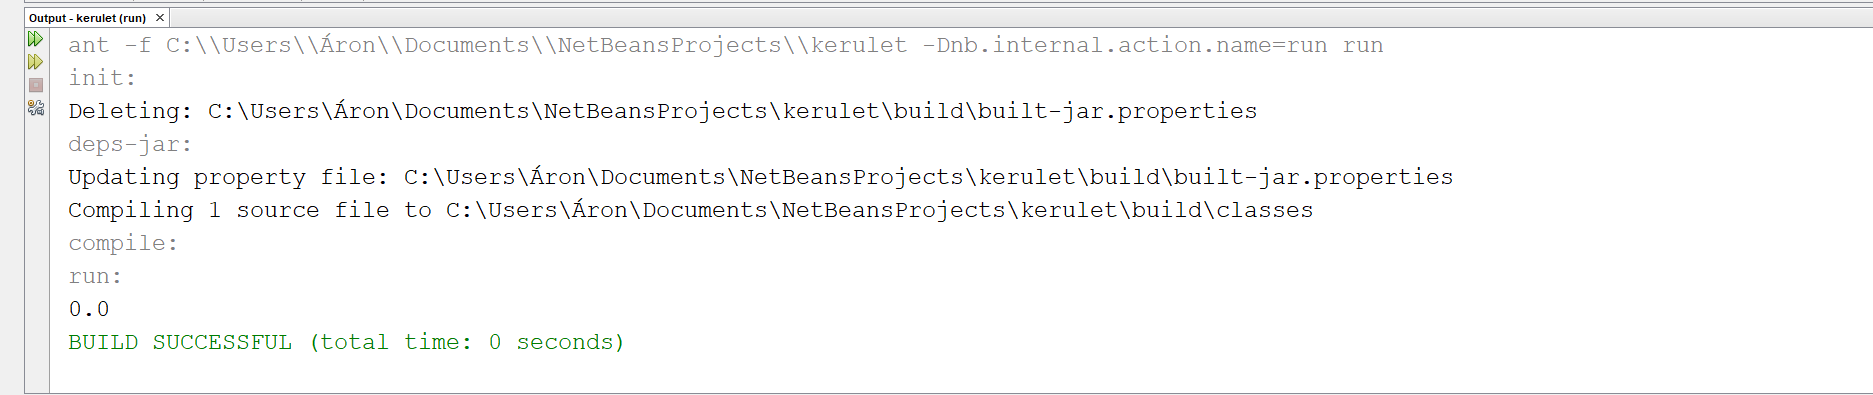 Output - kerulet (run) ×
ant -f C:\\Users\\Áron\\Documents\\NetBeansProjects\\kerulet -Dnb.internal.action.name=run run
init:
Deleting: C:\Users\Áron\Documents\NetBeansProjects\kerulet\build\built-jar.properties
deps-jar:
Updating property file: C:\Users\Áron\Documents\NetBeansProjects\kerulet\build\built-jar.properties
Compiling 1 source file to C:\Users\Áron\Documents\NetBeansProjects\kerulet\build\classes
compile:
run:
0.0
BUILD SUCCESSFUL (total time: 0 seconds)